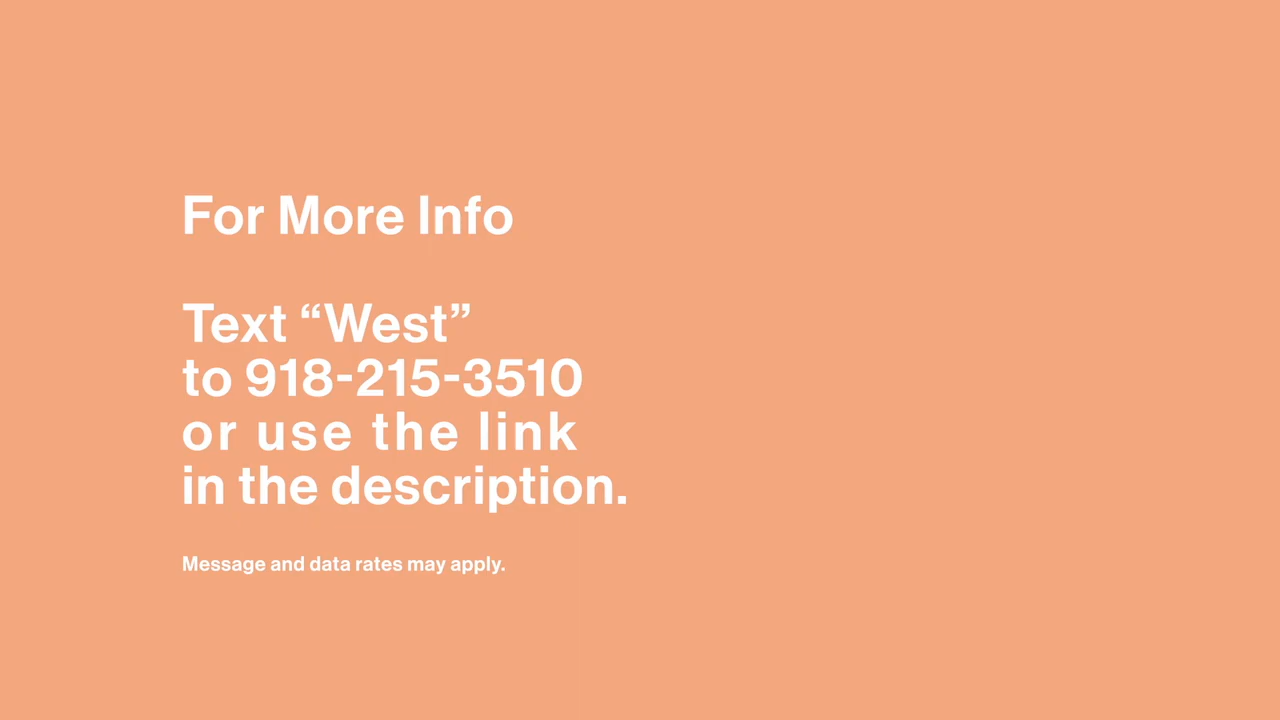 For More Info
Text “West”
to 918-215-3510
or use the link
in the description.
Message and data rates may apply.